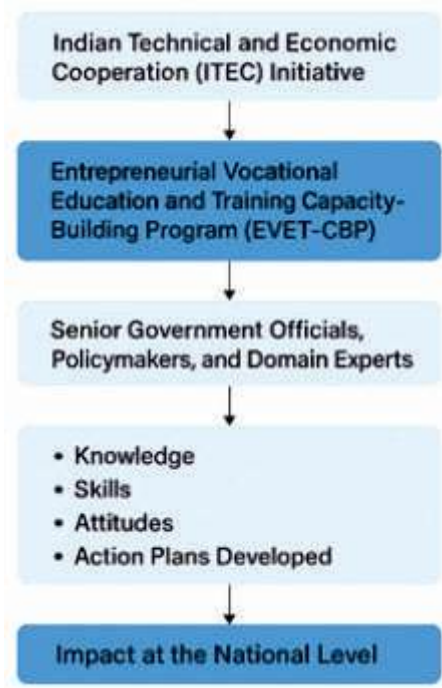 Indian Technical and Economic
Cooperation (ITEC) Initiative
Entrepreneurial Vocational
Education and Training Capacity-
Building Program (EVET-CBP)
Senior Government Officials,
Policymakers, and Domain Experts
• Knowledge
• Skills
• Attitudes
• Action Plans Developed
Impact at the National Level